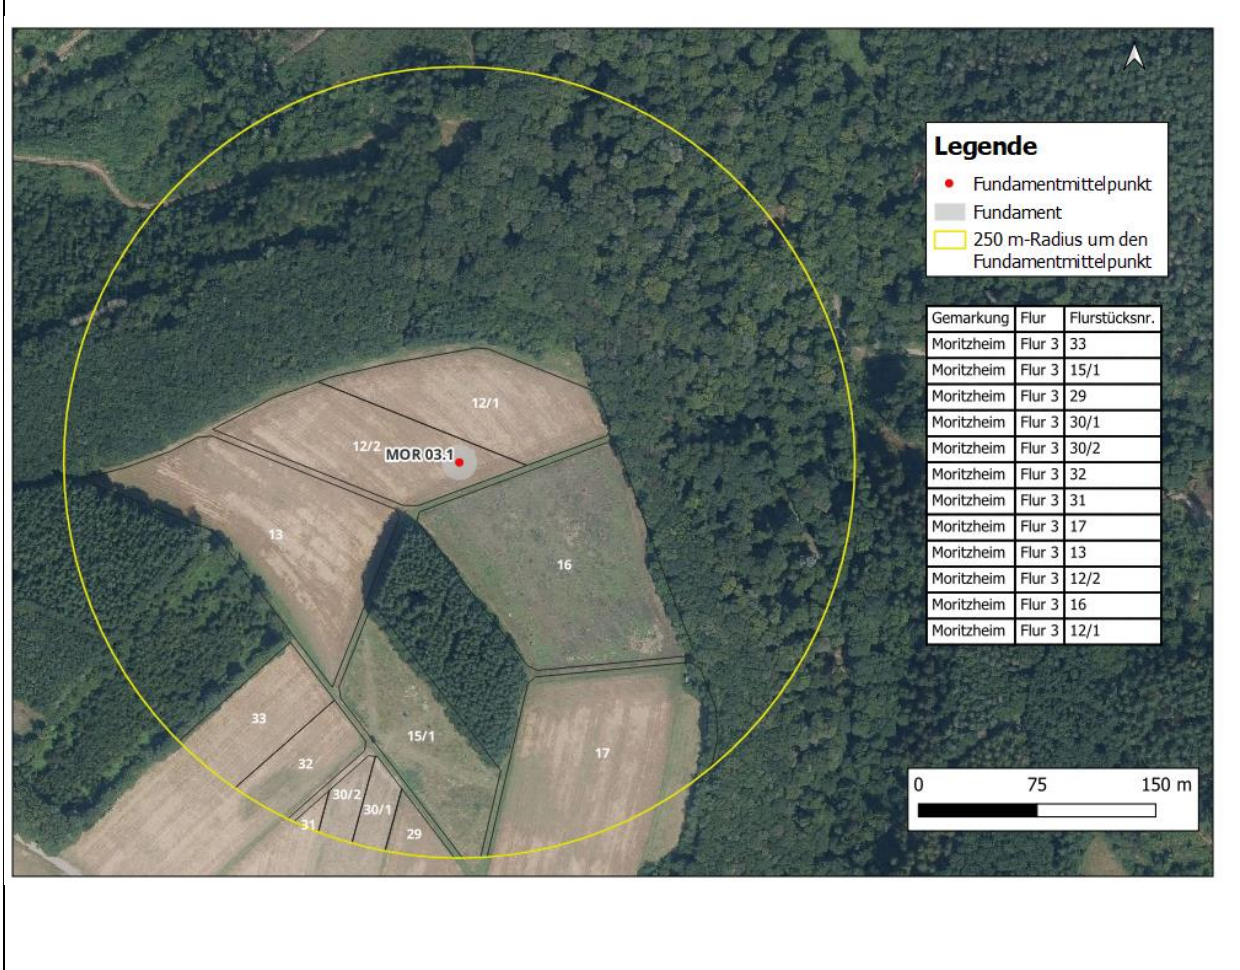 Legende
Fundamentmittelpunkt
Fundament
250 m-Radius um den
Fundamentmittelpunkt
Gemarkung Flur Flurstücksnr.
Moritzheim Flur 3 33
Moritzheim Flur 3 15/1
Moritzheim Flur 3 29
Moritzheim Flur 3 30/1
Moritzheim Flur 3 30/2
Moritzheim Flur 3 32
Moritzheim Flur 3 31
Moritzheim Flur 3 17
Moritzheim Flur 3 13
Moritzheim Flur 3 12/2
Moritzheim Flur 3 16
Moritzheim Flur 3 12/1
12/1
12/2
MOR 03.1
13
16
33
15/1
17
32
30/2
30/1
31
29
0 75 150 m